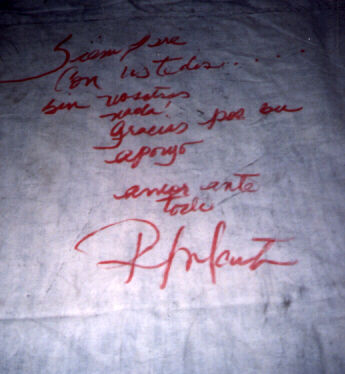 Siempre
Con ustedes......
sin vosotros
nada!
Gracias por su
apoyo
amor ante
todo